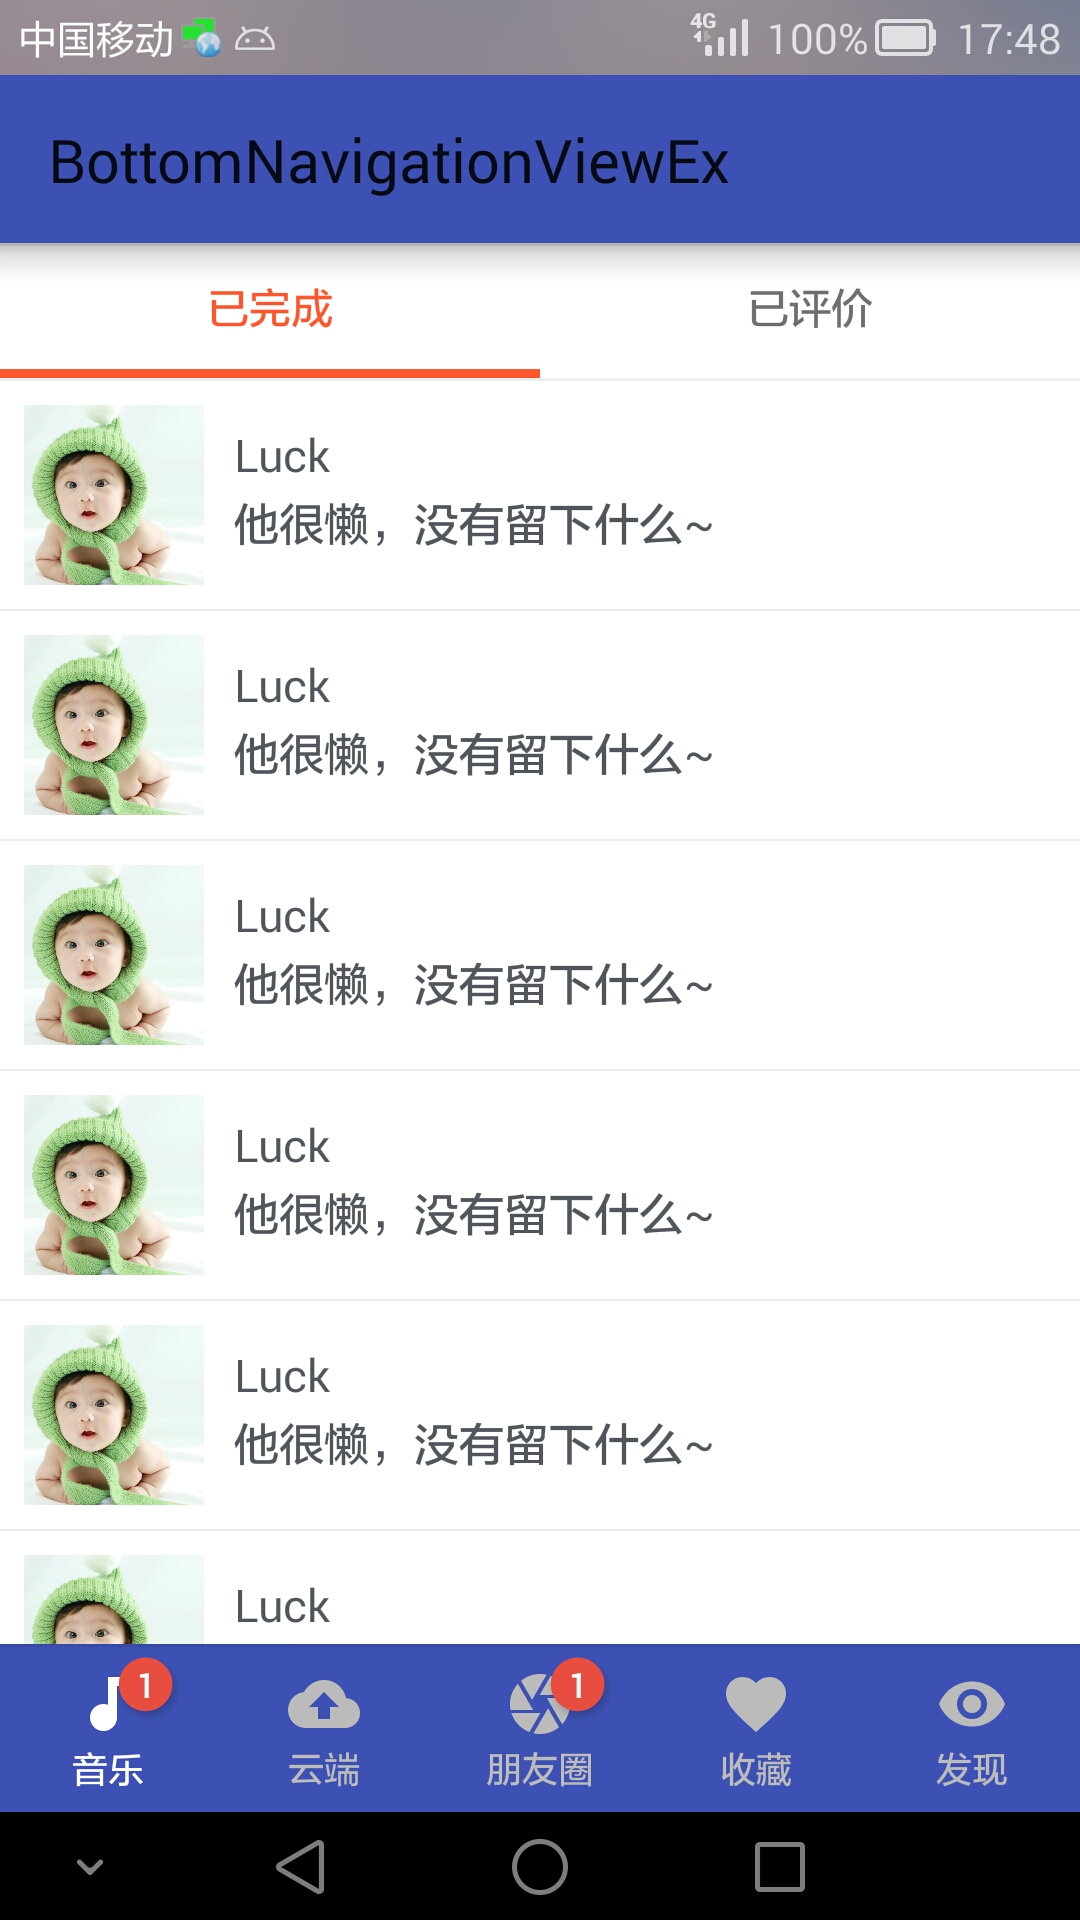 中国移动 4G 100% 17:48
BottomNavigationViewEx
已完成 已评价
Luck
他很懒，没有留下什么~
Luck
他很懒，没有留下什么~
Luck
他很懒，没有留下什么~
Luck
他很懒，没有留下什么~
Luck
他很懒，没有留下什么~
Luck
1 1
音乐 云端 朋友圈 收藏 发现